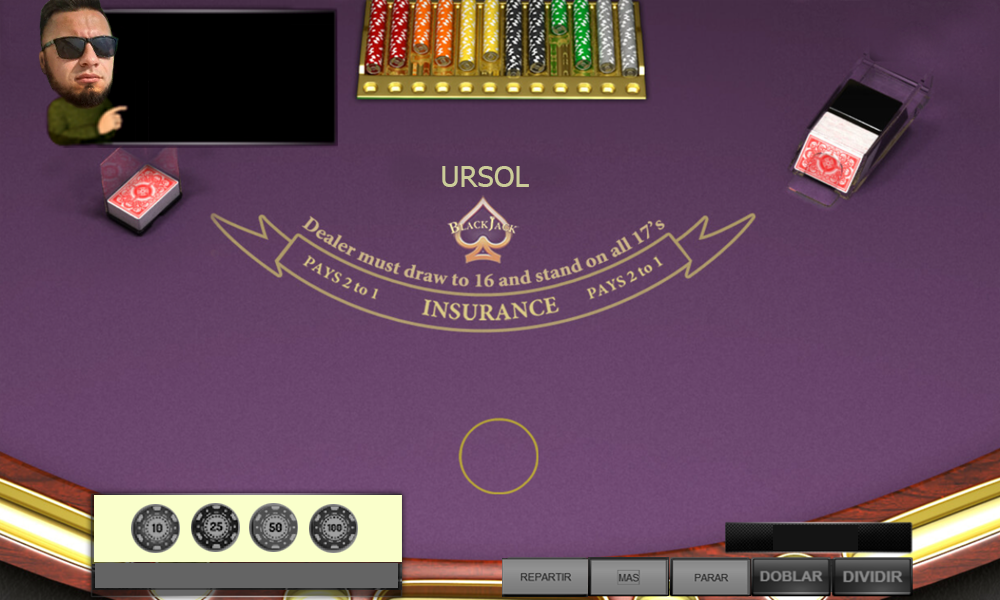 URSOL
BLACKJACK
Dealer must draw to 16 and stand on all 17's
PAYS 2 to 1
INSURANCE
PAYS 2 to 1
10
25
50
100
REPARTIR
MAS
PARAR
DOBLAR
DIVIDIR